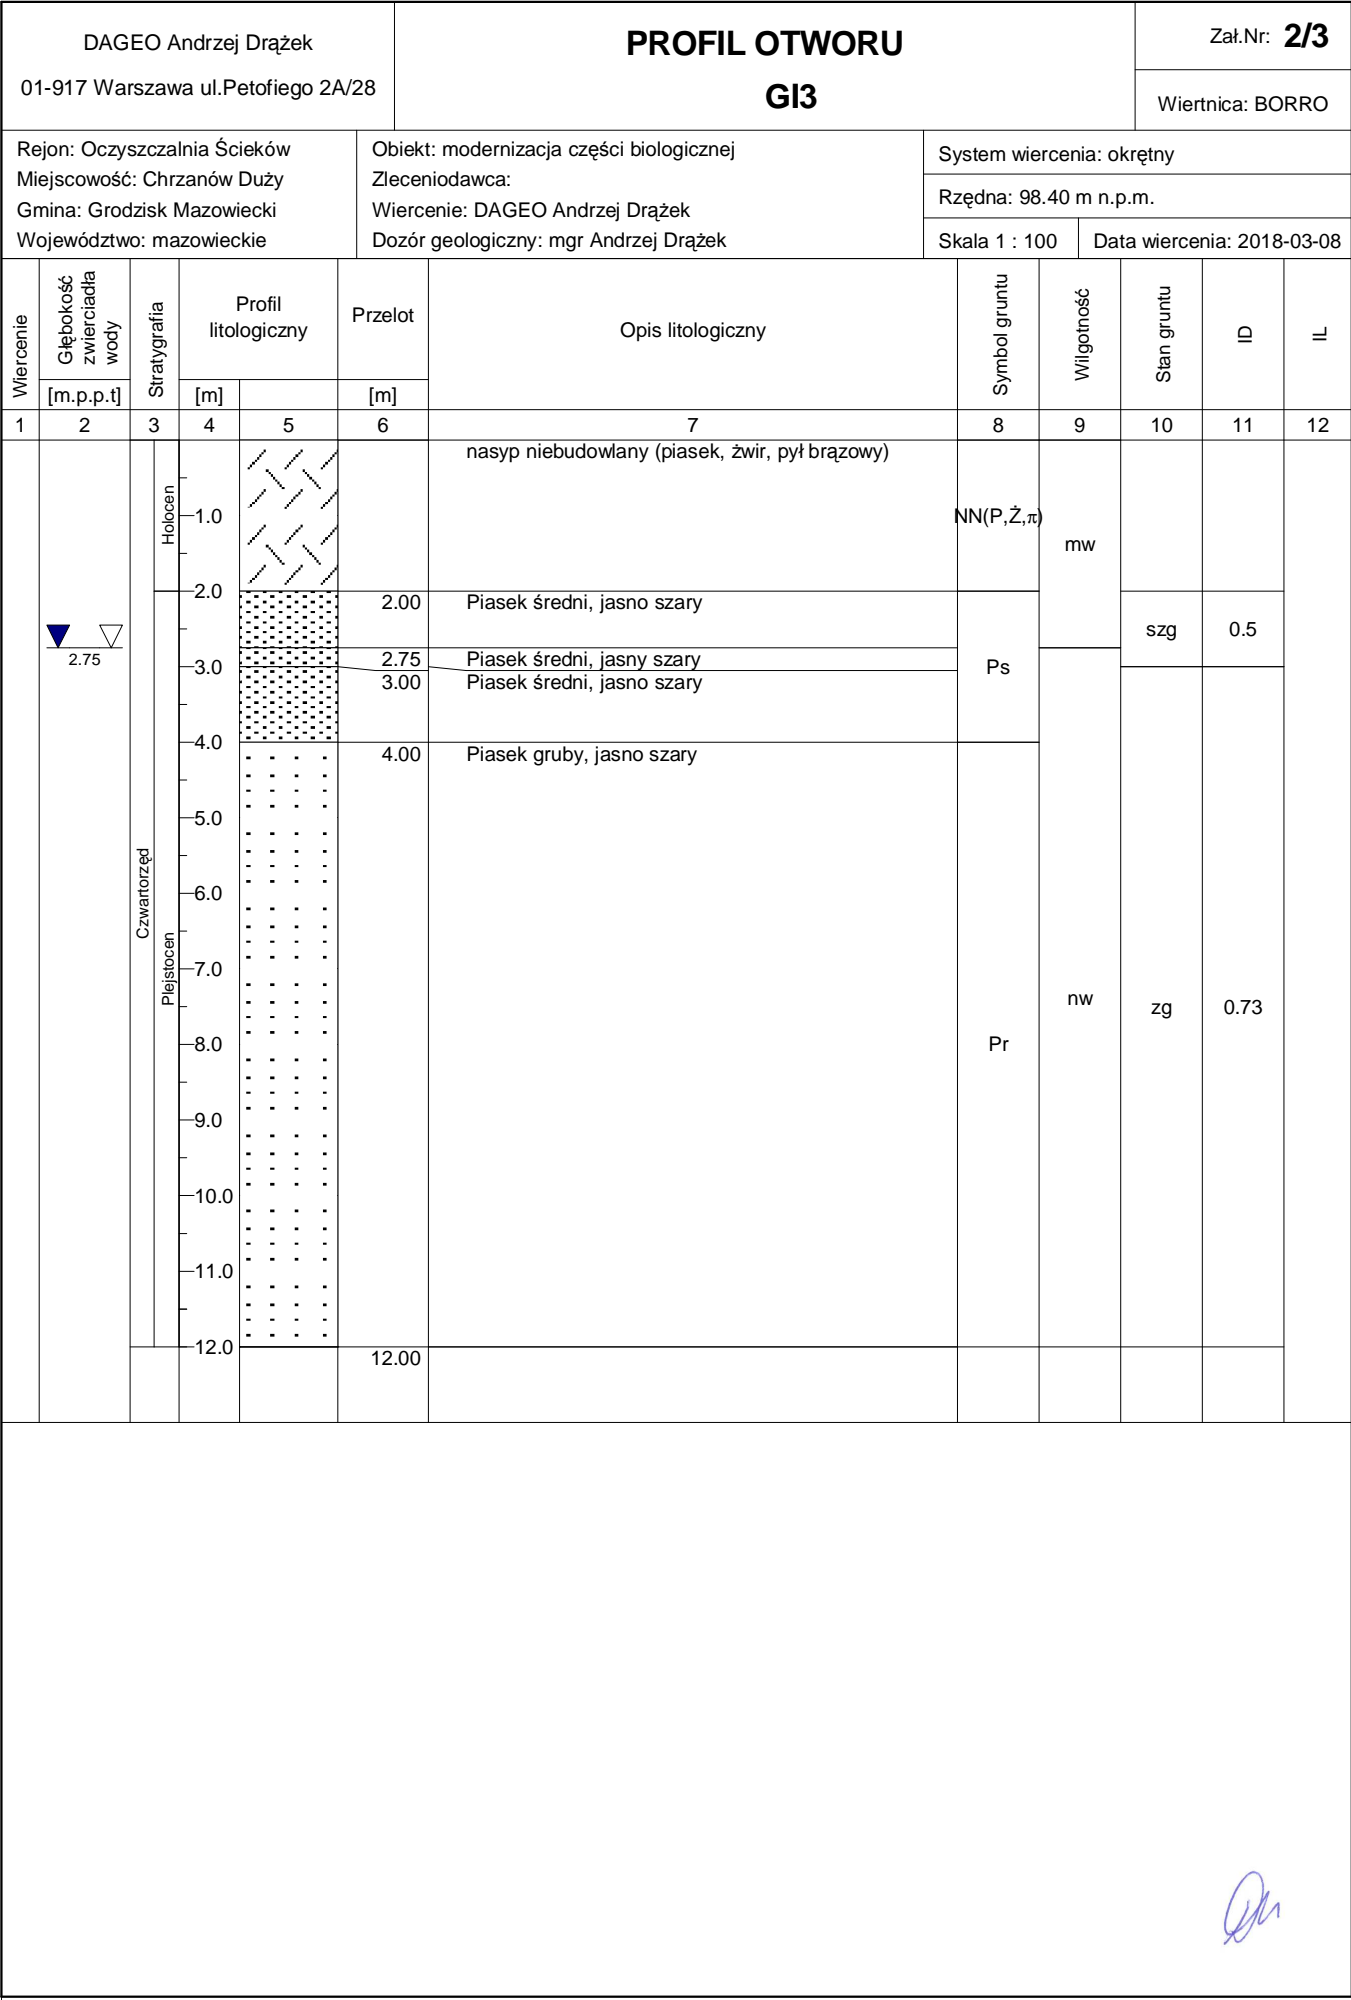 DAGEO Andrzej Drążek
01-917 Warszawa ul.Petofiego 2A/28
PROFIL OTWORU
GI3
Zał.Nr: 2/3
Wiertnica: BORRO
Rejon: Oczyszczalnia Ścieków
Miejscowość: Chrzanów Duży
Gmina: Grodzisk Mazowiecki
Województwo: mazowieckie
Obiekt: modernizacja części biologicznej
Zleceniodawca:
Wiercenie: DAGEO Andrzej Drążek
Dozór geologiczny: mgr Andrzej Drążek
System wiercenia: okrętny
Rzędna: 98.40 m n.p.m.
Skala 1 : 100
Data wiercenia: 2018-03-08
Wiercenie
Głębokość
zwierciadła
wody
[m.p.p.t]
Stratygrafia
Profil
litologiczny
[m]
Przelot
[m]
Opis litologiczny
Symbol gruntu
Wilgotność
Stan gruntu
ID
IL
1 2 3 4 5 6 7 8 9 10 11 12
nasyp niebudowlany (piasek, żwir, pył brązowy)
Holocen
1.0
NN(P,Ż,π)
mw
2.0
2.00 Piasek średni, jasno szary
szg 0.5
2.75
2.75 Piasek średni, jasny szary
3.0
Ps
3.00 Piasek średni, jasno szary
4.0
4.00 Piasek gruby, jasno szary
5.0
Czwartorzęd
6.0
Plejstocen
7.0
nw
zg 0.73
8.0
Pr
9.0
10.0
11.0
12.0
12.00